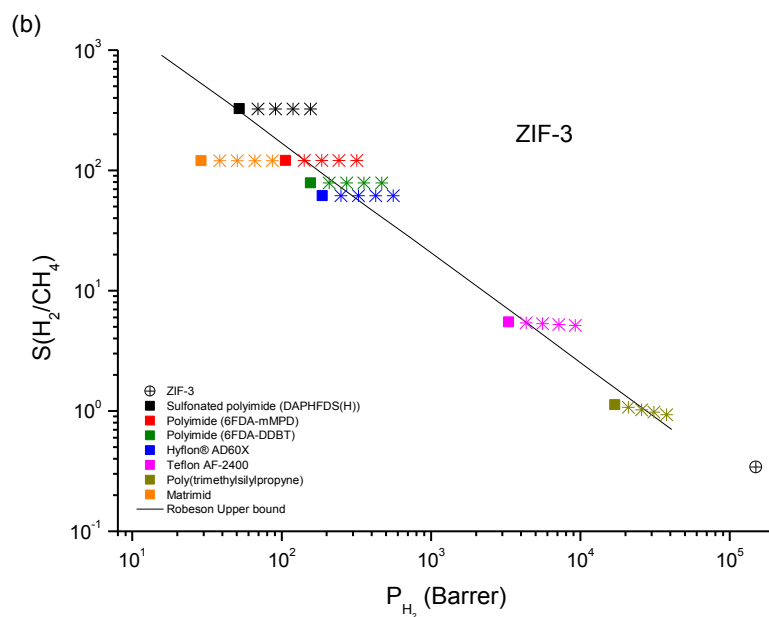 (b)
10³
10²
10¹
10⁰
10⁻¹
S(H₂/CH₄)
ZIF-3
ZIF-3
Sulfonated polyimide (DAPHFDS(H))
Polyimide (6FDA-mMPD)
Polyimide (6FDA-DDBT)
Hyflon® AD60X
Teflon AF-2400
Poly(trimethylsilylpropyne)
Matrimid
Robeson Upper bound
10¹ 10² 10³ 10⁴ 10⁵
P_H₂ (Barrer)